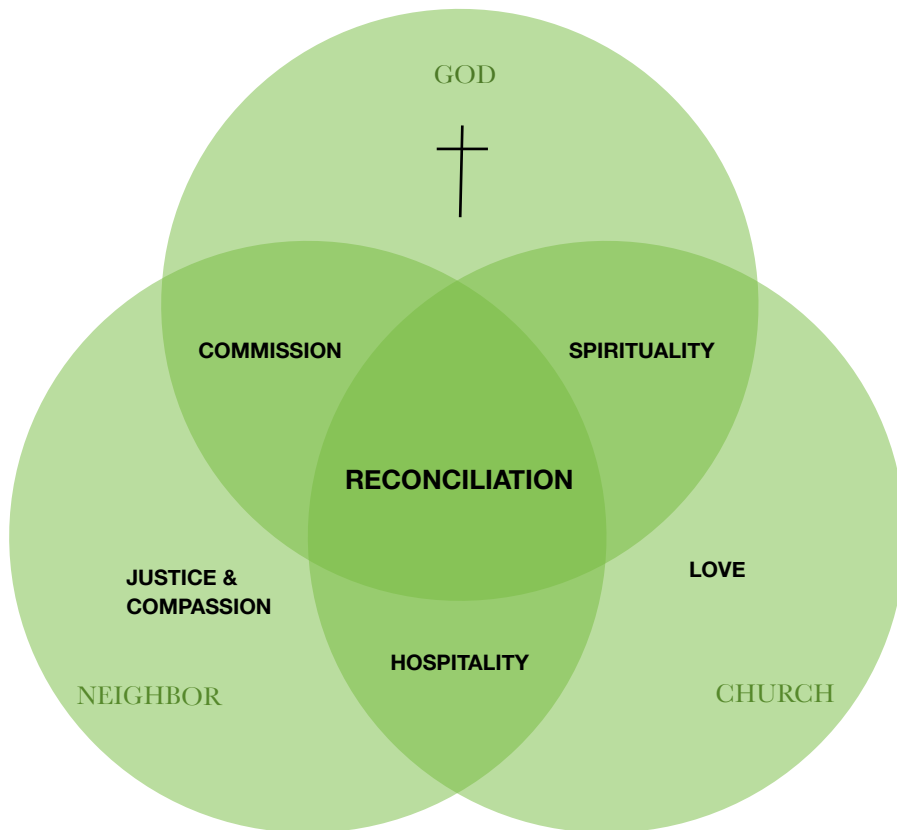 GOD
COMMISSION
SPIRITUALITY
RECONCILIATION
JUSTICE &
COMPASSION
LOVE
HOSPITALITY
NEIGHBOR
CHURCH